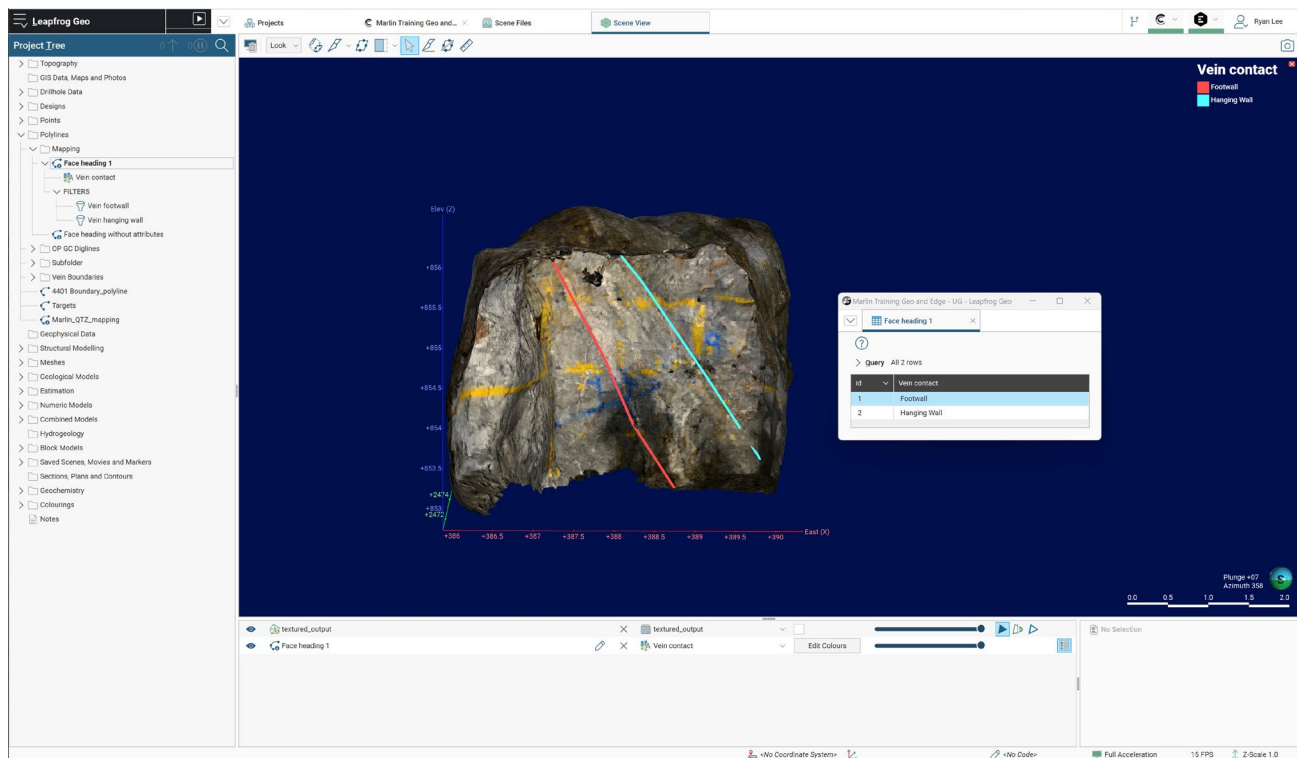 Leapfrog Geo
Projects
Marlin Training Geo and...
Scene Files
Scene View
Ryan Lee
Project Tree
0
0
Look
Topography
GIS Data, Maps and Photos
Drillhole Data
Designs
Points
Polylines
Mapping
Face heading 1
Vein contact
FILTERS
Vein footwall
Vein hanging wall
Face heading without attributes
OP GC Diglines
Subfolder
Vein Boundaries
4401 Boundary_polyline
Targets
Marlin_QTZ_mapping
Geophysical Data
Structural Modelling
Meshes
Geological Models
Estimation
Numeric Models
Combined Models
Hydrogeology
Block Models
Saved Scenes, Movies and Markers
Sections, Plans and Contours
Geochemistry
Colourings
Notes
Vein contact
Footwall
Hanging Wall
Elev (Z)
+856
+855.5
+855
+854.5
+854
+853.5
+2474
+853
+2472
+386
+386.5
+387
+387.5
+388
+388.5
+389
+389.5
+390
East (X)
Marlin Training Geo and Edge - UG - Leapfrog Geo
Face heading 1
Query All 2 rows
id Vein contact
1 Footwall
2 Hanging Wall
Plunge +07
Azimuth 358
S
0.0 0.5 1.0 1.5 2.0
textured_output
textured_output
Face heading 1
Vein contact
Edit Colours
No Selection
<No Coordinate System>
<No Code>
Full Acceleration
15 FPS
Z-Scale 1.0